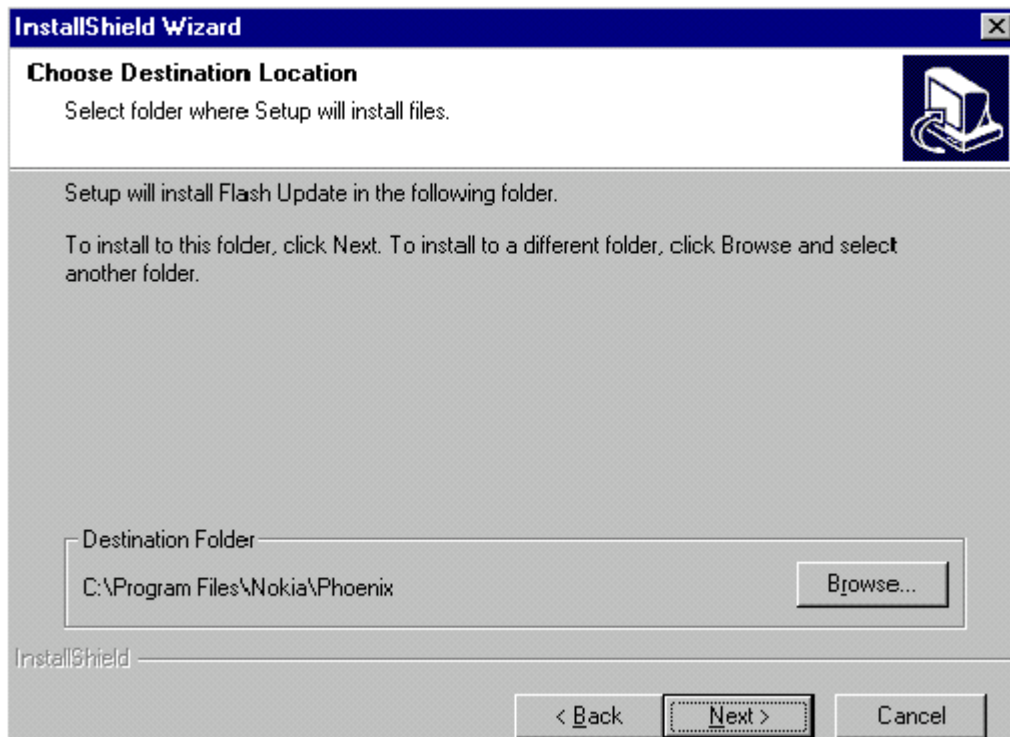 InstallShield Wizard
Choose Destination Location
Select folder where Setup will install files.
Setup will install Flash Update in the following folder.
To install to this folder, click Next. To install to a different folder, click Browse and select
another folder.
Destination Folder
C:\Program Files\Nokia\Phoenix
Browse...
InstallShield
< Back
Next >
Cancel